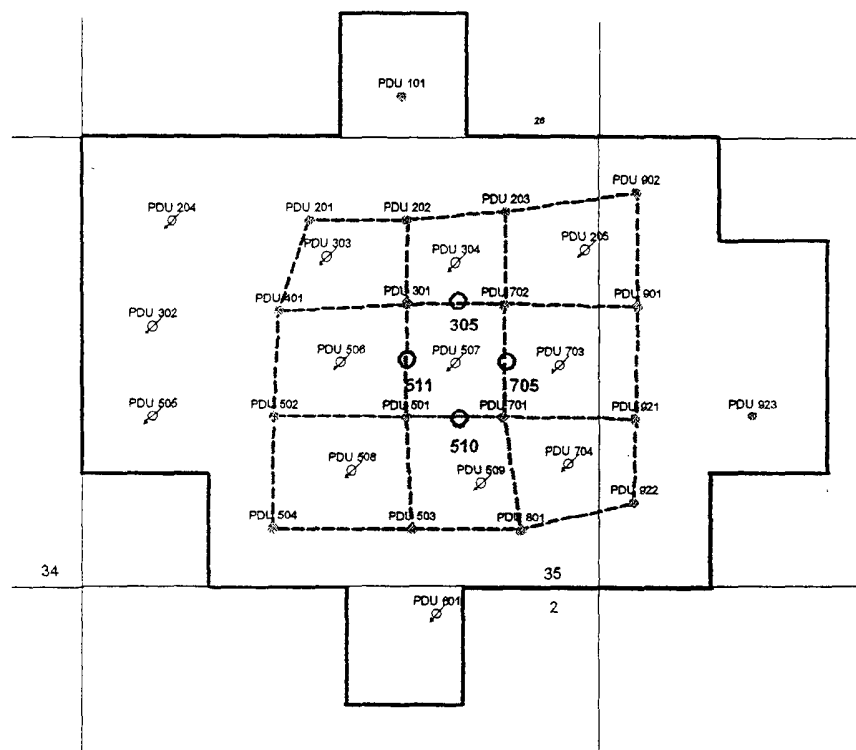 PDU 101
26
PDU 902
PDU 204
PDU 201
PDU 202
PDU 203
PDU 303
PDU 304
PDU 205
PDU 401
PDU 301
PDU 702
PDU 901
PDU 302
305
PDU 506
PDU 507
PDU 703
511
705
PDU 505
PDU 502
PDU 501
PDU 701
PDU 921
PDU 923
510
PDU 508
PDU 509
PDU 704
PDU 922
PDU 504
PDU 503
PDU 801
34
35
2
PDU 601